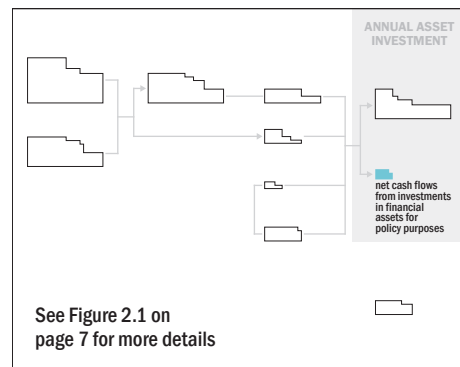 ANNUAL ASSET
INVESTMENT
net cash flows
from investments
in financial
assets for
policy purposes
See Figure 2.1 on
page 7 for more details